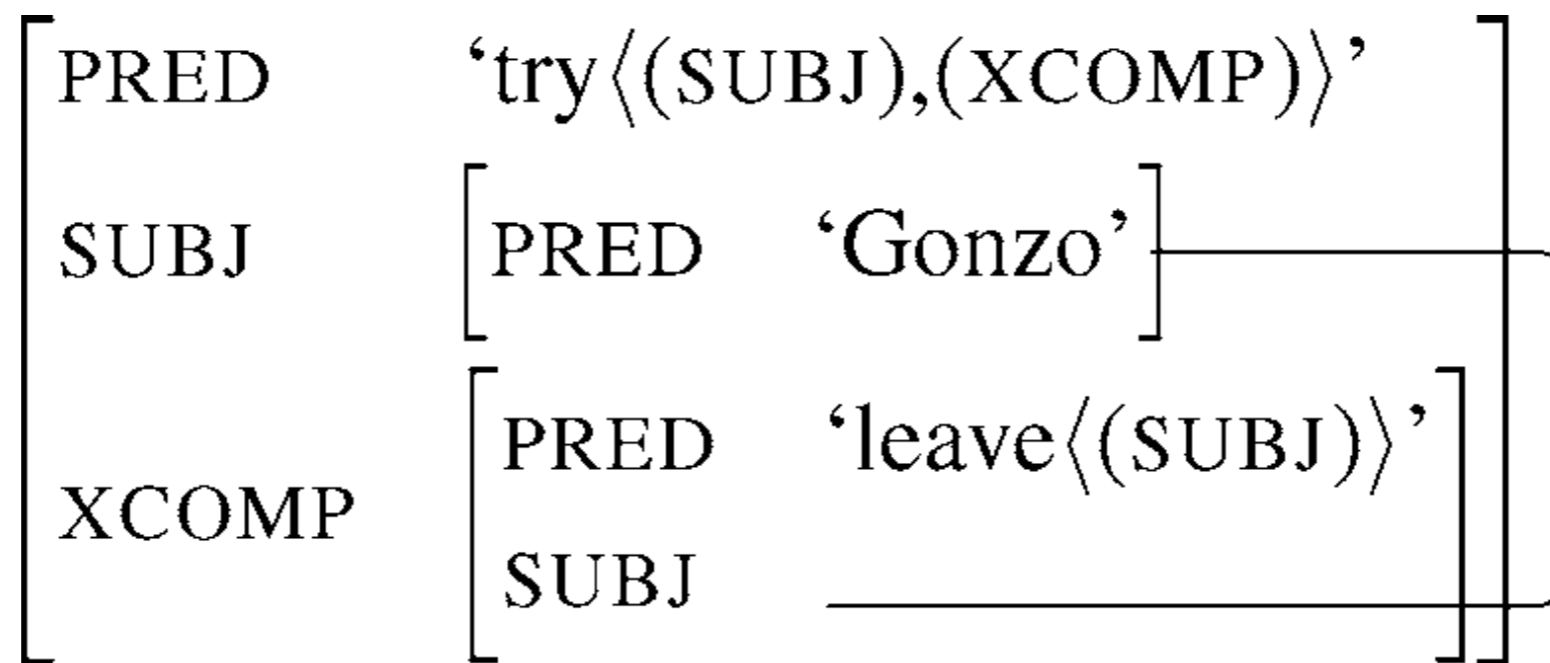 PRED ‘try⟨(SUBJ),(XCOMP)⟩’
SUBJ PRED ‘Gonzo’
PRED ‘leave⟨(SUBJ)⟩’
XCOMP
SUBJ